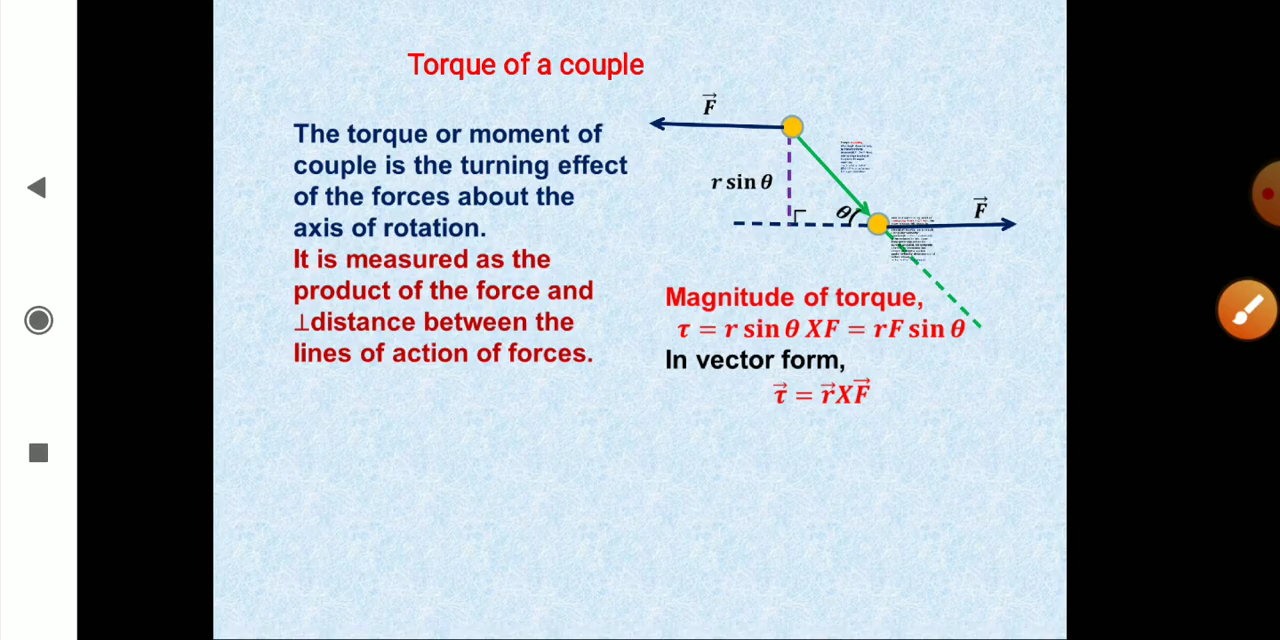 Torque of a couple
The torque or moment of
couple is the turning effect
of the forces about the
axis of rotation.
It is measured as the
product of the force and
⊥distance between the
lines of action of forces.
F⃗
r sin θ
θ
F⃗
Magnitude of torque,
τ = r sin θ XF = rF sin θ
In vector form,
τ⃗ = r⃗XF⃗